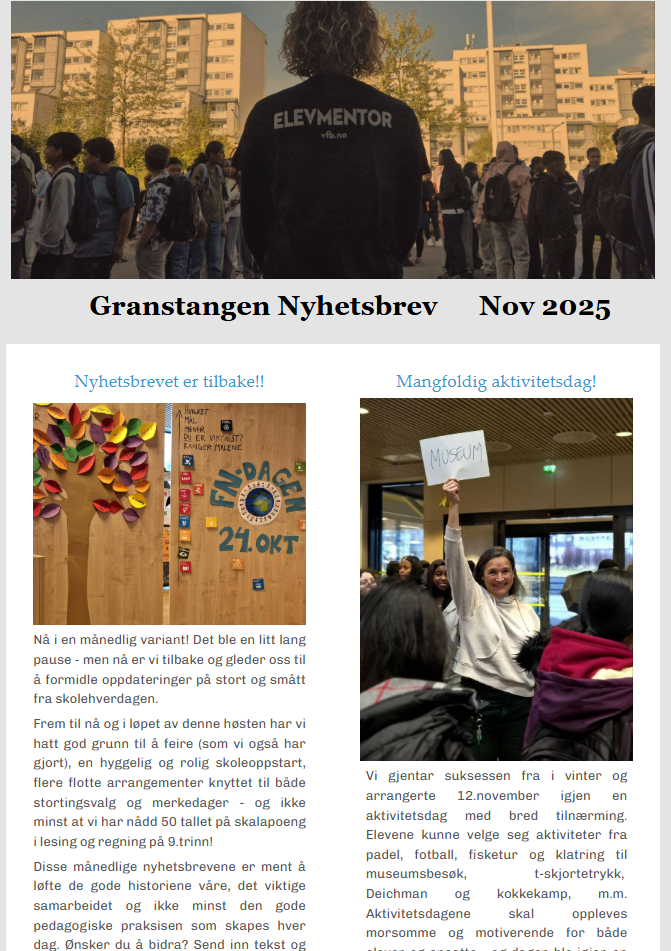 ELEVMENTOR
vfb.no
Granstangen Nyhetsbrev Nov 2025
Nyhetsbrevet er tilbake!!
HVILKET
MÅL
MENER
DU ER VIKTIGST?
RANGER MÅLENE
FN-DAGEN
24.OKT
Nå i en månedlig variant! Det ble en litt lang
pause - men nå er vi tilbake og gleder oss til
å formidle oppdateringer på stort og smått
fra skolehverdagen.
Frem til nå og i løpet av denne høsten har vi
hatt god grunn til å feire (som vi også har
gjort), en hyggelig og rolig skoleoppstart,
flere flotte arrangementer knyttet til både
stortingsvalg og merkedager - og ikke
minst at vi har nådd 50 tallet på skalapoeng
i lesing og regning på 9.trinn!
Disse månedlige nyhetsbrevene er ment å
løfte de gode historiene våre, det viktige
samarbeidet og ikke minst den gode
pedagogiske praksisen som skapes hver
dag. Ønsker du å bidra? Send inn tekst og
Mangfoldig aktivitetsdag!
MUSEUM
Vi gjentar suksessen fra i vinter og
arrangerte 12.november igjen en
aktivitetsdag med bred tilnærming.
Elevene kunne velge seg aktiviteter fra
padel, fotball, fisketur og klatring til
museumsbesøk, t-skjortetrykk,
Deichman og kokkekamp, m.m.
Aktivitetsdagene skal oppleves
morsomme og motiverende for både